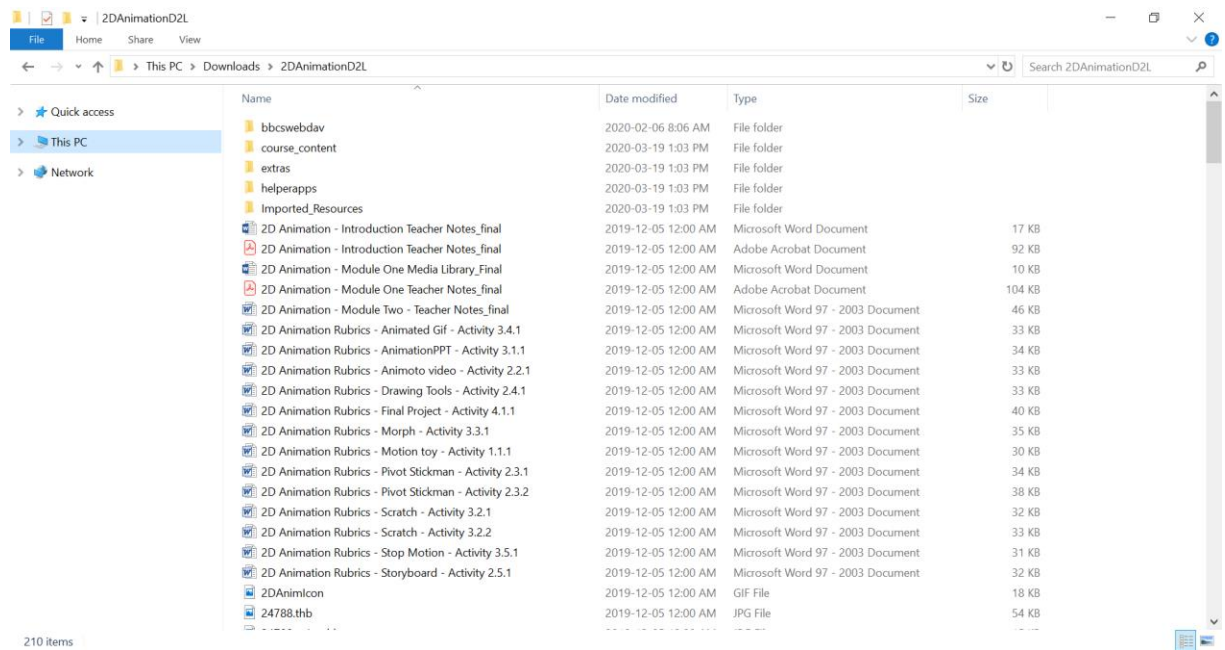 2DAnimationD2L
File Home Share View
This PC > Downloads > 2DAnimationD2L
Search 2DAnimationD2L
Quick access
This PC
Network
Name Date modified Type Size
bbcswebdav 2020-02-06 8:06 AM File folder
course_content 2020-03-19 1:03 PM File folder
extras 2020-03-19 1:03 PM File folder
helperapps 2020-03-19 1:03 PM File folder
Imported_Resources 2020-03-19 1:03 PM File folder
2D Animation - Introduction Teacher Notes_final 2019-12-05 12:00 AM Microsoft Word Document 17 KB
2D Animation - Introduction Teacher Notes_final 2019-12-05 12:00 AM Adobe Acrobat Document 92 KB
2D Animation - Module One Media Library_Final 2019-12-05 12:00 AM Microsoft Word Document 10 KB
2D Animation - Module One Teacher Notes_final 2019-12-05 12:00 AM Adobe Acrobat Document 104 KB
2D Animation - Module Two - Teacher Notes_final 2019-12-05 12:00 AM Microsoft Word 97 - 2003 Document 46 KB
2D Animation Rubrics - Animated Gif - Activity 3.4.1 2019-12-05 12:00 AM Microsoft Word 97 - 2003 Document 33 KB
2D Animation Rubrics - AnimationPPT - Activity 3.1.1 2019-12-05 12:00 AM Microsoft Word 97 - 2003 Document 34 KB
2D Animation Rubrics - Animoto video - Activity 2.2.1 2019-12-05 12:00 AM Microsoft Word 97 - 2003 Document 33 KB
2D Animation Rubrics - Drawing Tools - Activity 2.4.1 2019-12-05 12:00 AM Microsoft Word 97 - 2003 Document 33 KB
2D Animation Rubrics - Final Project - Activity 4.1.1 2019-12-05 12:00 AM Microsoft Word 97 - 2003 Document 40 KB
2D Animation Rubrics - Morph - Activity 3.3.1 2019-12-05 12:00 AM Microsoft Word 97 - 2003 Document 35 KB
2D Animation Rubrics - Motion toy - Activity 1.1.1 2019-12-05 12:00 AM Microsoft Word 97 - 2003 Document 30 KB
2D Animation Rubrics - Pivot Stickman - Activity 2.3.1 2019-12-05 12:00 AM Microsoft Word 97 - 2003 Document 34 KB
2D Animation Rubrics - Pivot Stickman - Activity 2.3.2 2019-12-05 12:00 AM Microsoft Word 97 - 2003 Document 38 KB
2D Animation Rubrics - Scratch - Activity 3.2.1 2019-12-05 12:00 AM Microsoft Word 97 - 2003 Document 32 KB
2D Animation Rubrics - Scratch - Activity 3.2.2 2019-12-05 12:00 AM Microsoft Word 97 - 2003 Document 33 KB
2D Animation Rubrics - Stop Motion - Activity 3.5.1 2019-12-05 12:00 AM Microsoft Word 97 - 2003 Document 31 KB
2D Animation Rubrics - Storyboard - Activity 2.5.1 2019-12-05 12:00 AM Microsoft Word 97 - 2003 Document 32 KB
2DAnimIcon 2019-12-05 12:00 AM GIF File 18 KB
24788.thb 2019-12-05 12:00 AM JPG File 54 KB
210 items